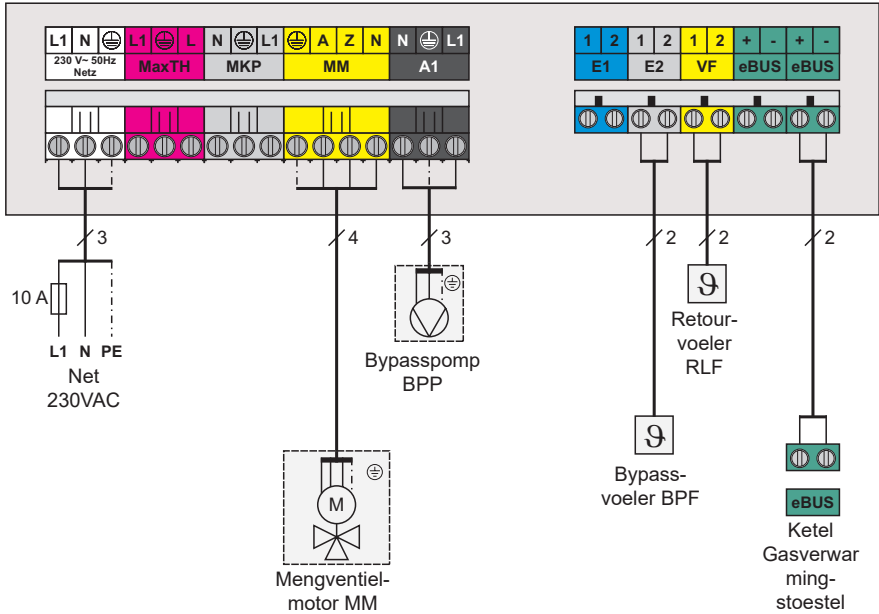 L1 N L1 L N L1 A Z N N L1
230 V~ 50Hz
Netz
MaxTH MKP MM A1
1 2 1 2 1 2 + - + -
E1 E2 VF eBUS eBUS
3
4
3
2
2
2
10 A
L1 N PE
Net
230VAC
Bypasspomp
BPP
M
Mengventiel-
motor MM
ϑ
Retour-
voeler
RLF
ϑ
Bypass-
voeler BPF
eBUS
Ketel
Gasverwar
ming-
stoestel